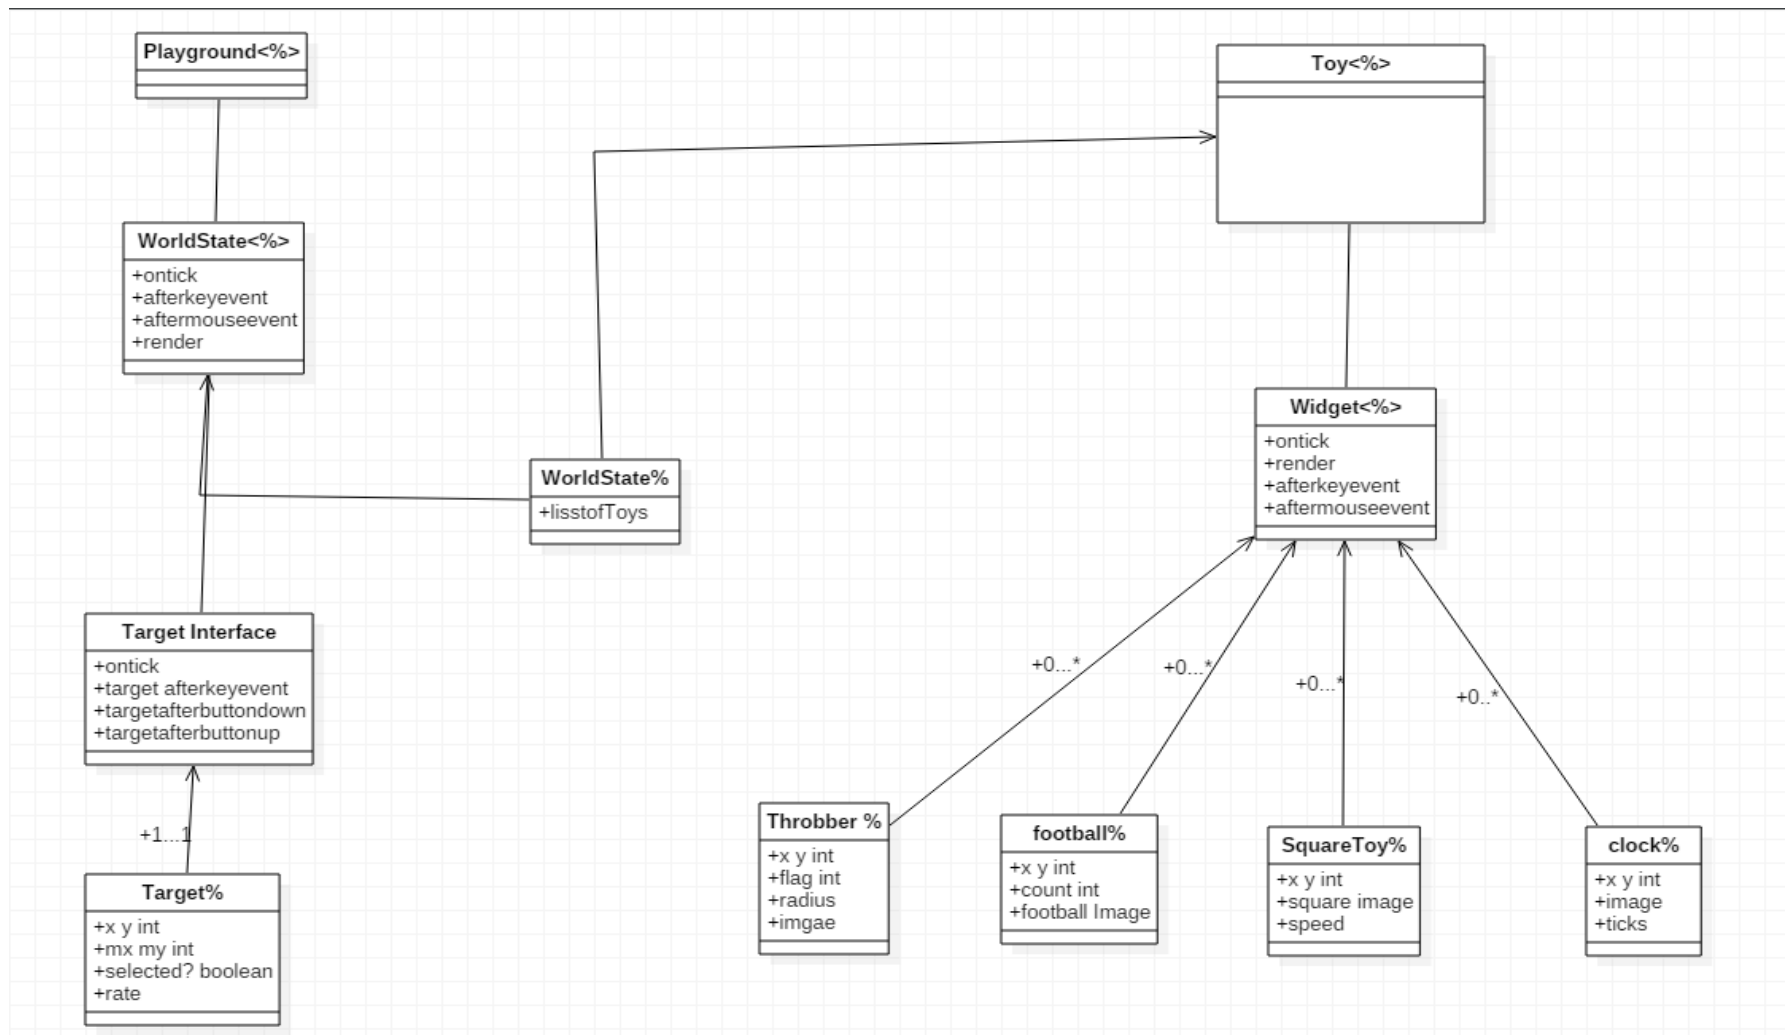 Playground<%>
Toy<%>
WorldState<%>
+ontick
+afterkeyevent
+aftermouseevent
+render
Widget<%>
+ontick
+render
+afterkeyevent
+aftermouseevent
WorldState%
+lisstofToys
Target Interface
+ontick
+target afterkeyevent
+targetafterbuttondown
+targetafterbuttonup
+0...*
+0...*
+0...*
+0..*
+1...1
Target%
+x y int
+mx my int
+selected? boolean
+rate
Throbber %
+x y int
+flag int
+radius
+imgae
football%
+x y int
+count int
+football Image
SquareToy%
+x y int
+square image
+speed
clock%
+x y int
+image
+ticks